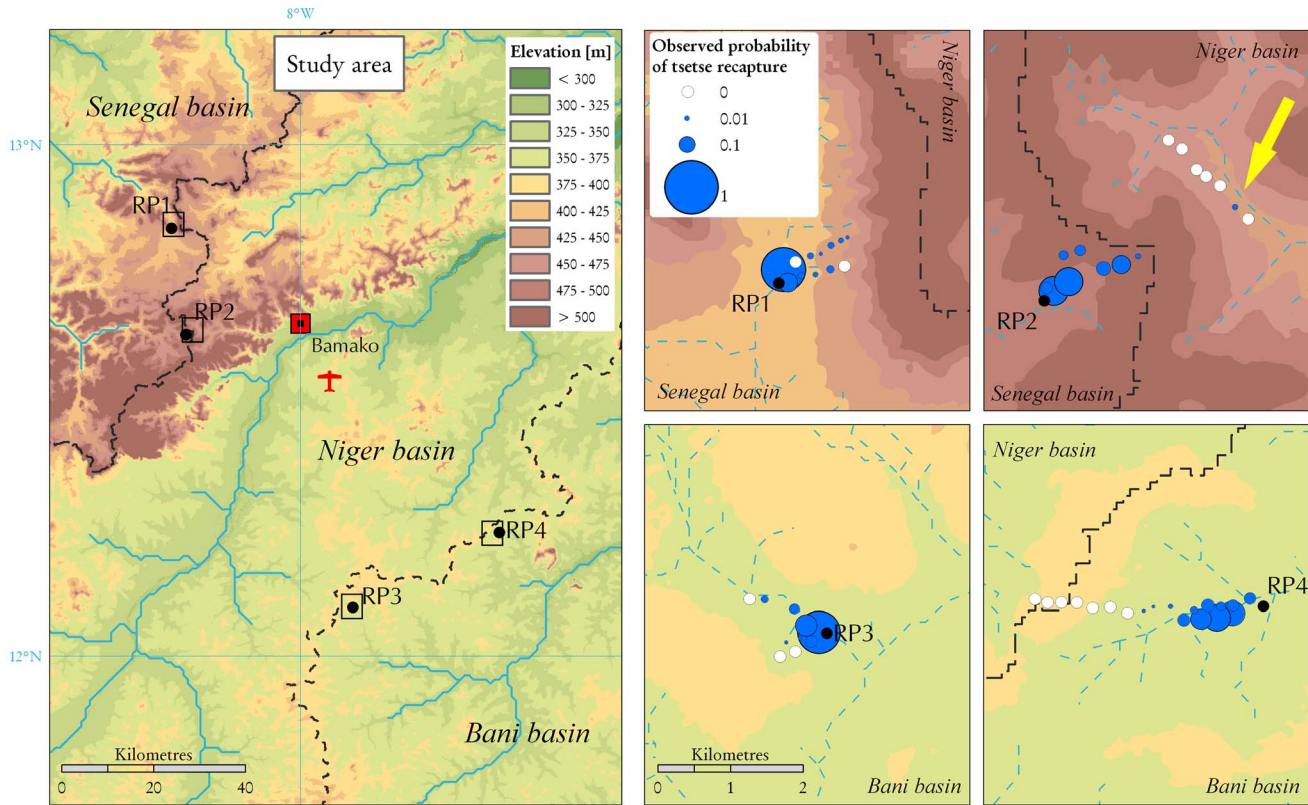 8°W
Study area
Senegal basin
Elevation [m]
< 300
300 - 325
325 - 350
350 - 375
375 - 400
400 - 425
425 - 450
450 - 475
475 - 500
> 500
13°N
RP1
RP2
Bamako
Niger basin
RP4
RP3
12°N
Bani basin
Kilometres
0 20 40
Observed probability
of tsetse recapture
0
0.01
0.1
1
Niger basin
RP1
Senegal basin
Niger basin
RP2
Senegal basin
RP3
Kilometres
0 1 2
Bani basin
Niger basin
RP4
Bani basin